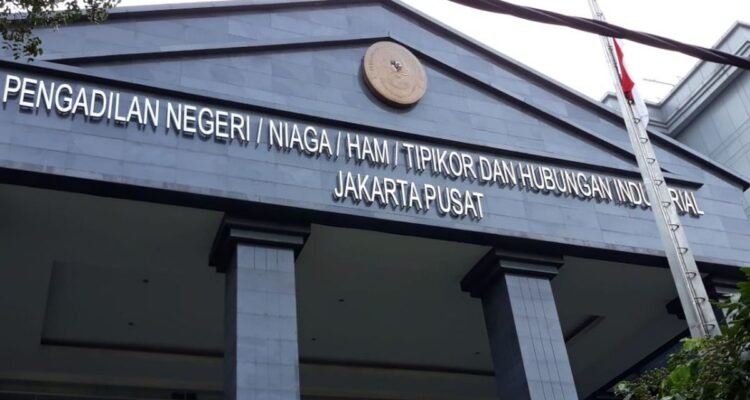 PENGADILAN NEGERI / NIAGA / HAM / TIPIKOR DAN HUBUNGAN INDUSTRIAL
JAKARTA PUSAT